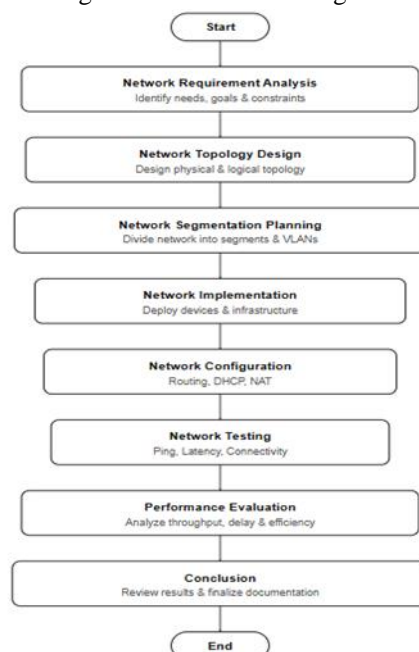 Start
Network Requirement Analysis
Identify needs, goals & constraints
Network Topology Design
Design physical & logical topology
Network Segmentation Planning
Divide network into segments & VLANs
Network Implementation
Deploy devices & infrastructure
Network Configuration
Routing, DHCP, NAT
Network Testing
Ping, Latency, Connectivity
Performance Evaluation
Analyze throughput, delay & efficiency
Conclusion
Review results & finalize documentation
End